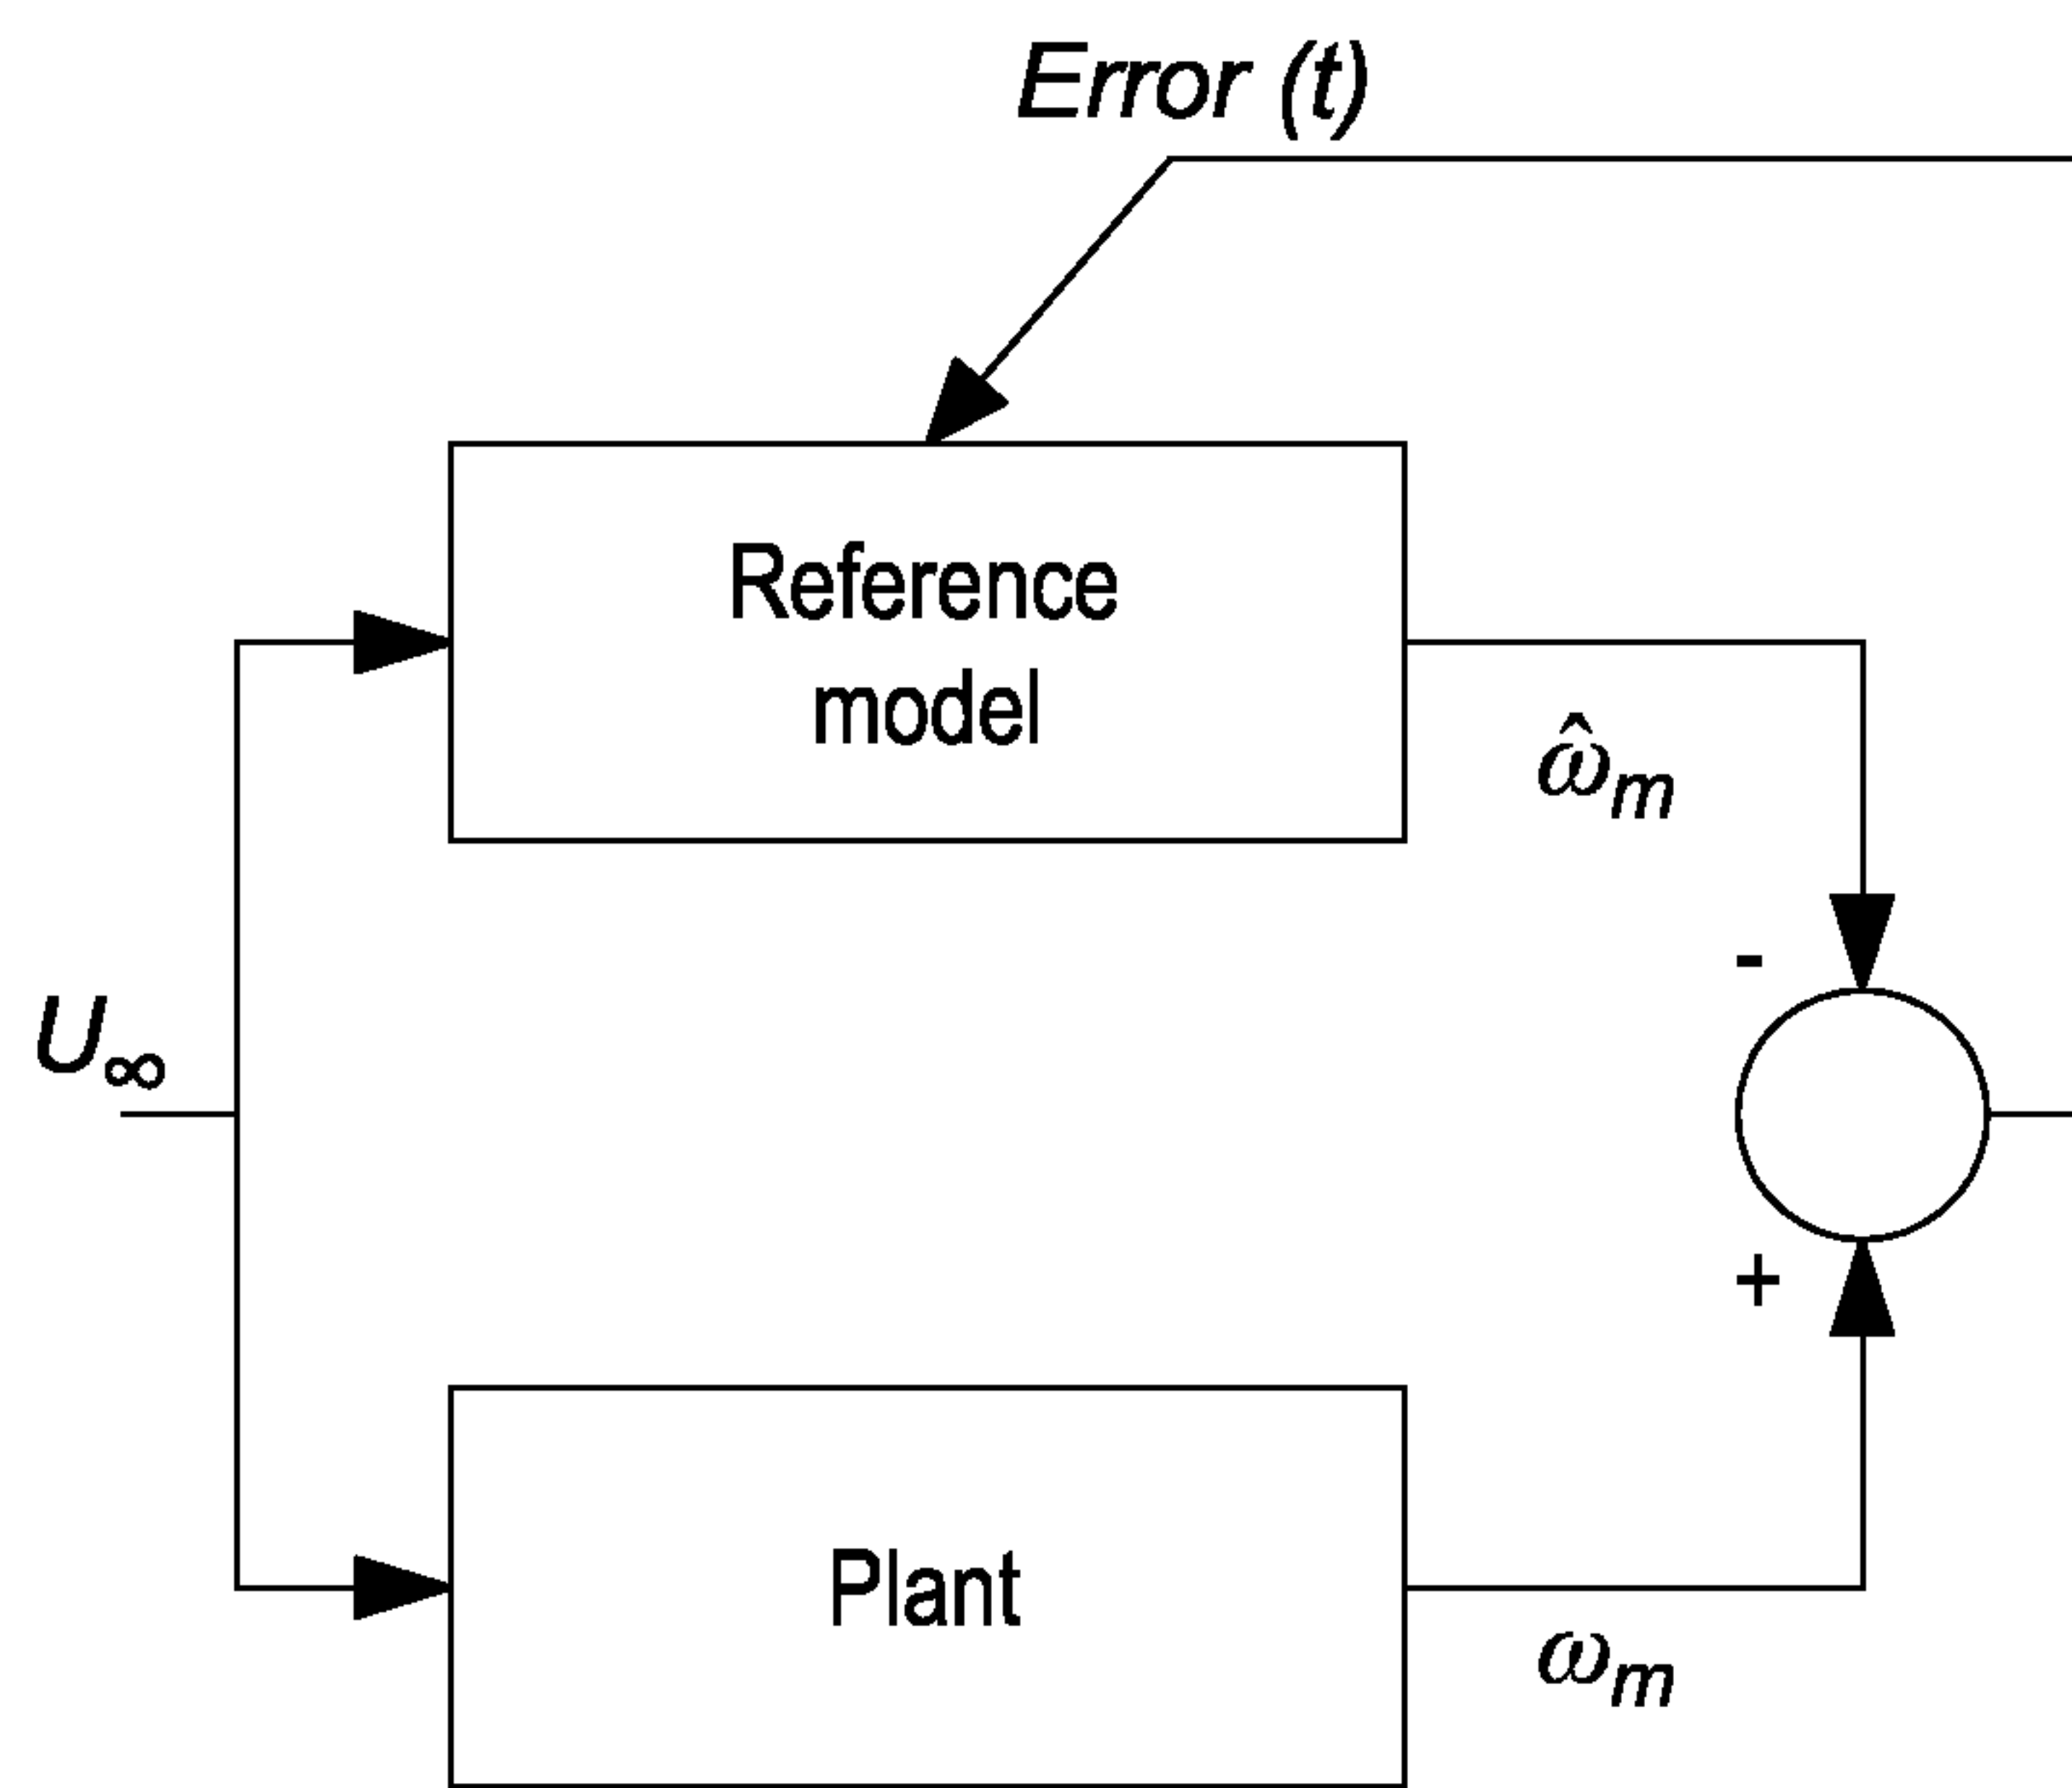 Error (t)
Reference
model
ω̂m
-
U∞
+
Plant
ωm